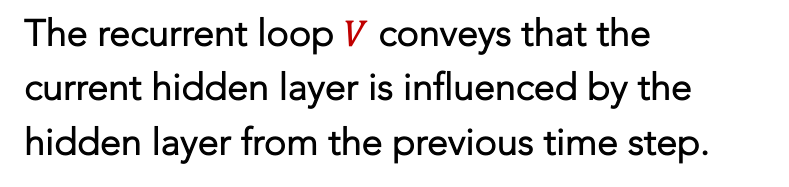 The recurrent loop V conveys that the
current hidden layer is influenced by the
hidden layer from the previous time step.